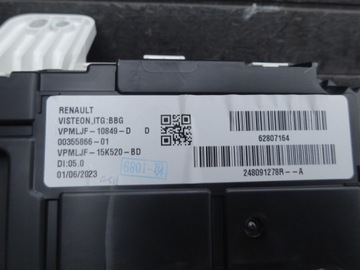 RENAULT
VISTEON,ITG:BBG
VPMLJF-10849-D D
00355866-01
VPMLJF-15K520-BD
DI:05.0
01/06/2023
62807164
248091278R--A